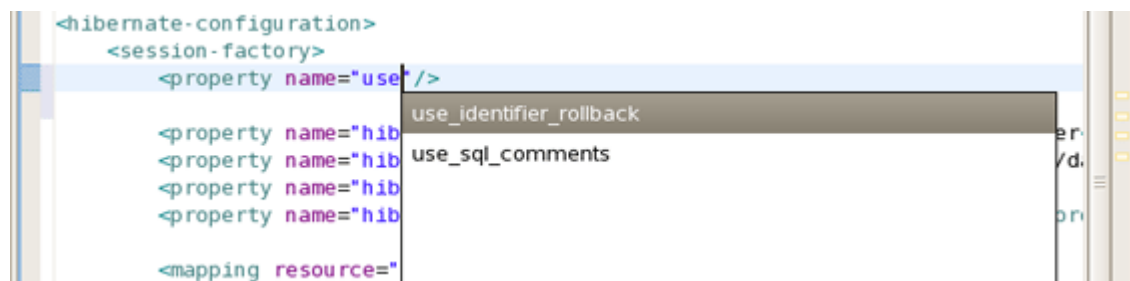 <hibernate-configuration>
<session-factory>
<property name="use"/>
use_identifier_rollback
use_sql_comments
<property name="hib
<property name="hib
<property name="hib
<property name="hib
<mapping resource="